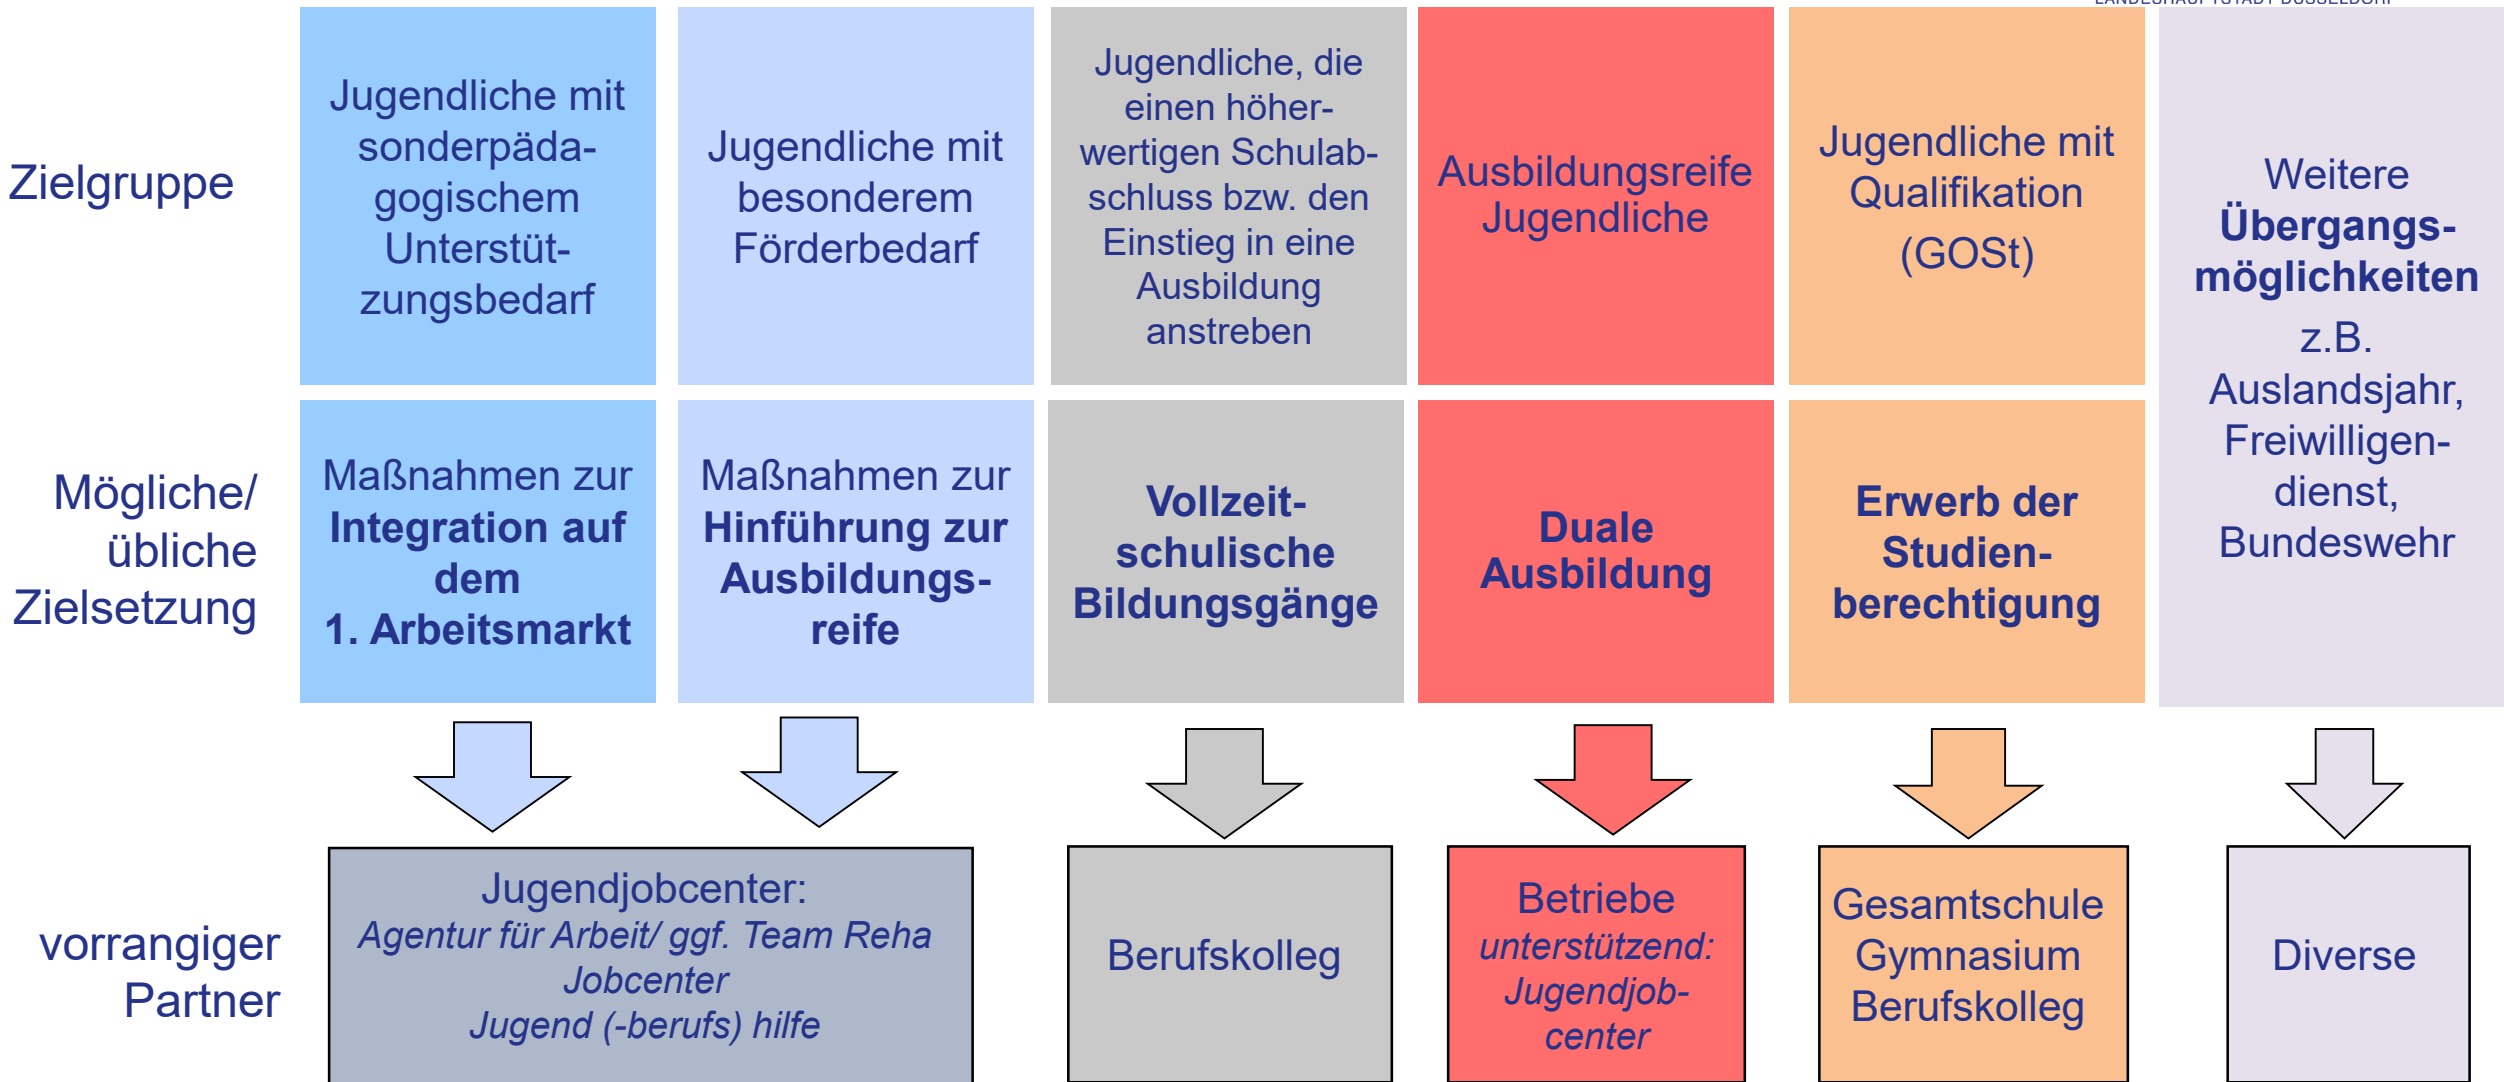 LANDESHAUPTSTADT DÜSSELDORF
Zielgruppe
Jugendliche mit
sonderpäda-
gogischem
Unterstüt-
zungsbedarf
Jugendliche mit
besonderem
Förderbedarf
Jugendliche, die
einen höher-
wertigen Schulab-
schluss bzw. den
Einstieg in eine
Ausbildung
anstreben
Ausbildungsreife
Jugendliche
Jugendliche mit
Qualifikation
(GOSt)
Weitere
Übergangs-
möglichkeiten
z.B.
Auslandsjahr,
Freiwilligen-
dienst,
Bundeswehr
Mögliche/
übliche
Zielsetzung
Maßnahmen zur
Integration auf
dem
1. Arbeitsmarkt
Maßnahmen zur
Hinführung zur
Ausbildungs-
reife
Vollzeit-
schulische
Bildungsgänge
Duale
Ausbildung
Erwerb der
Studien-
berechtigung
vorrangiger
Partner
Jugendjobcenter:
Agentur für Arbeit/ ggf. Team Reha
Jobcenter
Jugend (-berufs) hilfe
Berufskolleg
Betriebe
unterstützend:
Jugendjob-
center
Gesamtschule
Gymnasium
Berufskolleg
Diverse